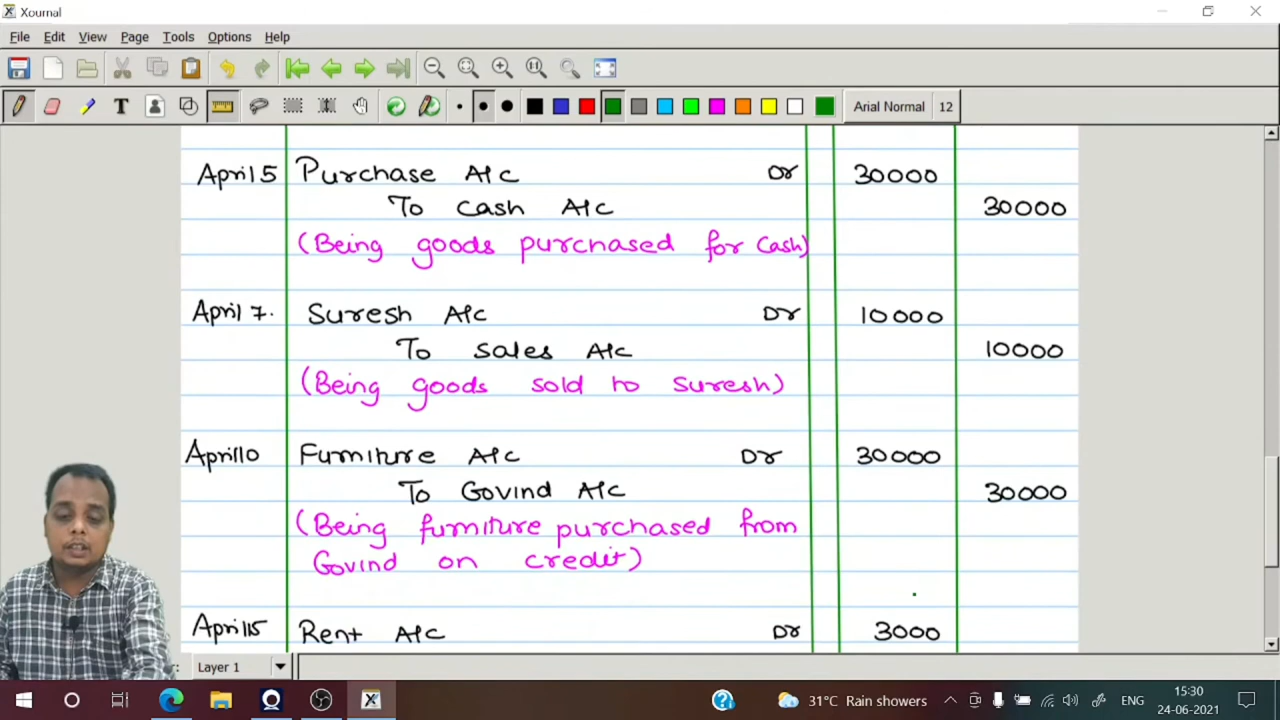 Xournal
File Edit View Page Tools Options Help
Arial Normal 12
April 5 Purchase A/c Dr 30000
To Cash A/c 30000
(Being goods purchased for Cash)
April 7. Suresh A/c Dr 10000
To Sales A/c 10000
(Being goods sold to Suresh)
April 10 Furniture A/c Dr 30000
To Govind A/c 30000
(Being furniture purchased from
Govind on credit)
April 15 Rent A/c Dr 3000
r: Layer 1
31°C Rain showers ENG 15:30
24-06-2021